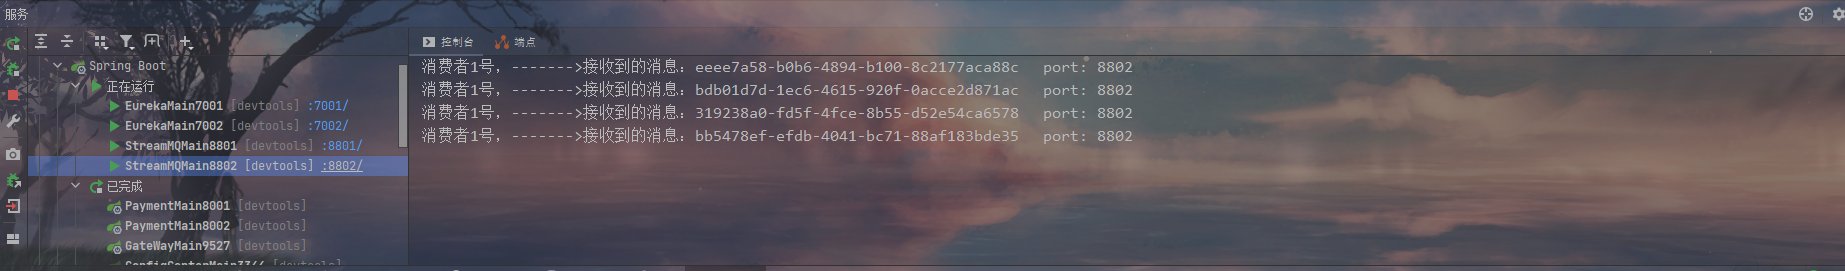 服务
Spring Boot
正在运行
EurekaMain7001 [devtools] :7001/
EurekaMain7002 [devtools] :7002/
StreamMQMain8801 [devtools] :8801/
StreamMQMain8802 [devtools] :8802/
已完成
PaymentMain8001 [devtools]
PaymentMain8002 [devtools]
GateWayMain9527 [devtools]
ConfigCenterMain3344 [devtools]
控制台 端点
消费者1号，------->接收到的消息：eeee7a58-b0b6-4894-b100-8c2177aca88c port: 8802
消费者1号，------->接收到的消息：bdb01d7d-1ec6-4615-920f-0acce2d871ac port: 8802
消费者1号，------->接收到的消息：319238a0-fd5f-4fce-8b55-d52e54ca6578 port: 8802
消费者1号，------->接收到的消息：bb5478ef-efdb-4041-bc71-88af183bde35 port: 8802